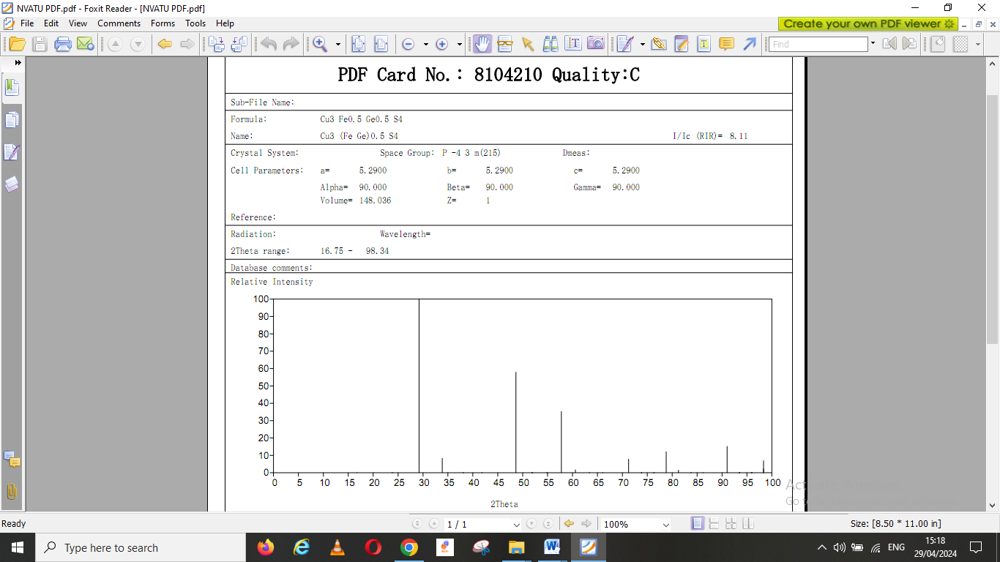 NVATU PDF.pdf - Foxit Reader - [NVATU PDF.pdf]
File Edit View Comments Forms Tools Help
Create your own PDF viewer
Find
PDF Card No.: 8104210 Quality:C
Sub-File Name:
Formula: Cu3 Fe0.5 Ge0.5 S4
Name: Cu3 (Fe Ge)0.5 S4 I/Ic (RIR)= 8.11
Crystal System: Space Group: P -4 3 m(215) Dmeas:
Cell Parameters: a= 5.2900 b= 5.2900 c= 5.2900
Alpha= 90.000 Beta= 90.000 Gamma= 90.000
Volume= 148.036 Z= 1
Reference:
Radiation: Wavelength=
2Theta range: 16.75 - 98.34
Database comments:
Relative Intensity
100
90
80
70
60
50
40
30
20
10
0
0 5 10 15 20 25 30 35 40 45 50 55 60 65 70 75 80 85 90 95 100
2Theta
Activate Windows
Ready
1 / 1
100%
Size: [8.50 * 11.00 in]
Type here to search
ENG
15:18
29/04/2024